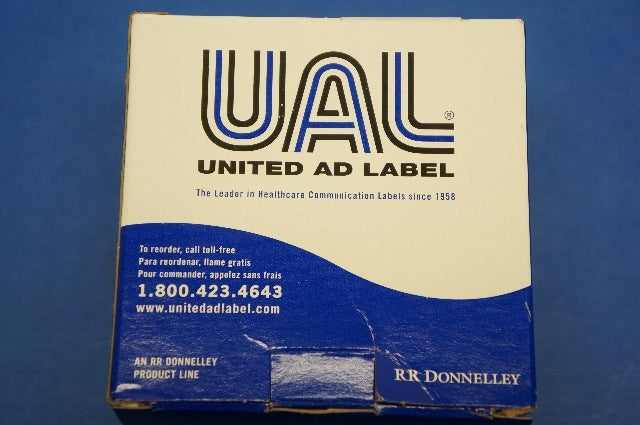 UAL®
UNITED AD LABEL
The Leader in Healthcare Communication Labels since 1958
To reorder, call toll-free
Para reordenar, llame gratis
Pour commander, appelez sans frais
1.800.423.4643
www.unitedadlabel.com
AN RR DONNELLEY
PRODUCT LINE
RR DONNELLEY